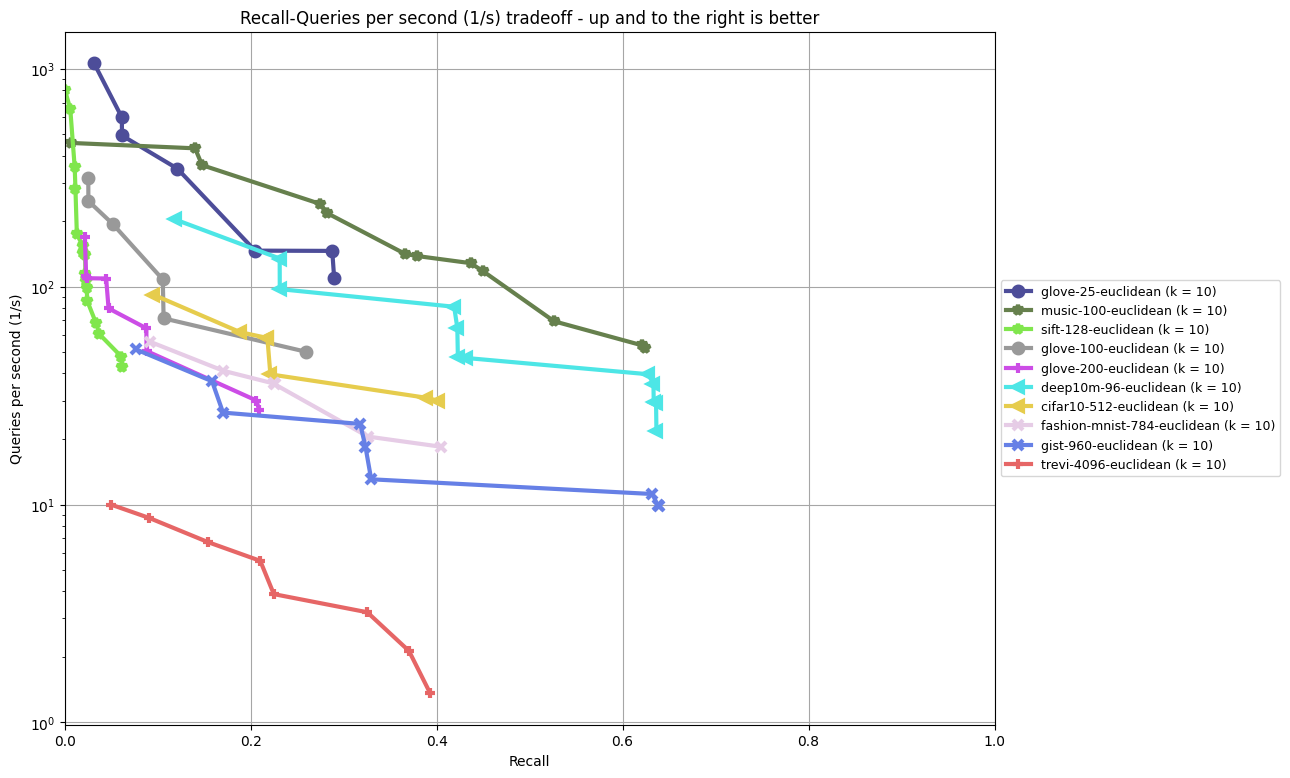 Recall-Queries per second (1/s) tradeoff - up and to the right is better
Queries per second (1/s)
10³
10²
10¹
10⁰
0.0 0.2 0.4 0.6 0.8 1.0
Recall
glove-25-euclidean (k = 10)
music-100-euclidean (k = 10)
sift-128-euclidean (k = 10)
glove-100-euclidean (k = 10)
glove-200-euclidean (k = 10)
deep10m-96-euclidean (k = 10)
cifar10-512-euclidean (k = 10)
fashion-mnist-784-euclidean (k = 10)
gist-960-euclidean (k = 10)
trevi-4096-euclidean (k = 10)